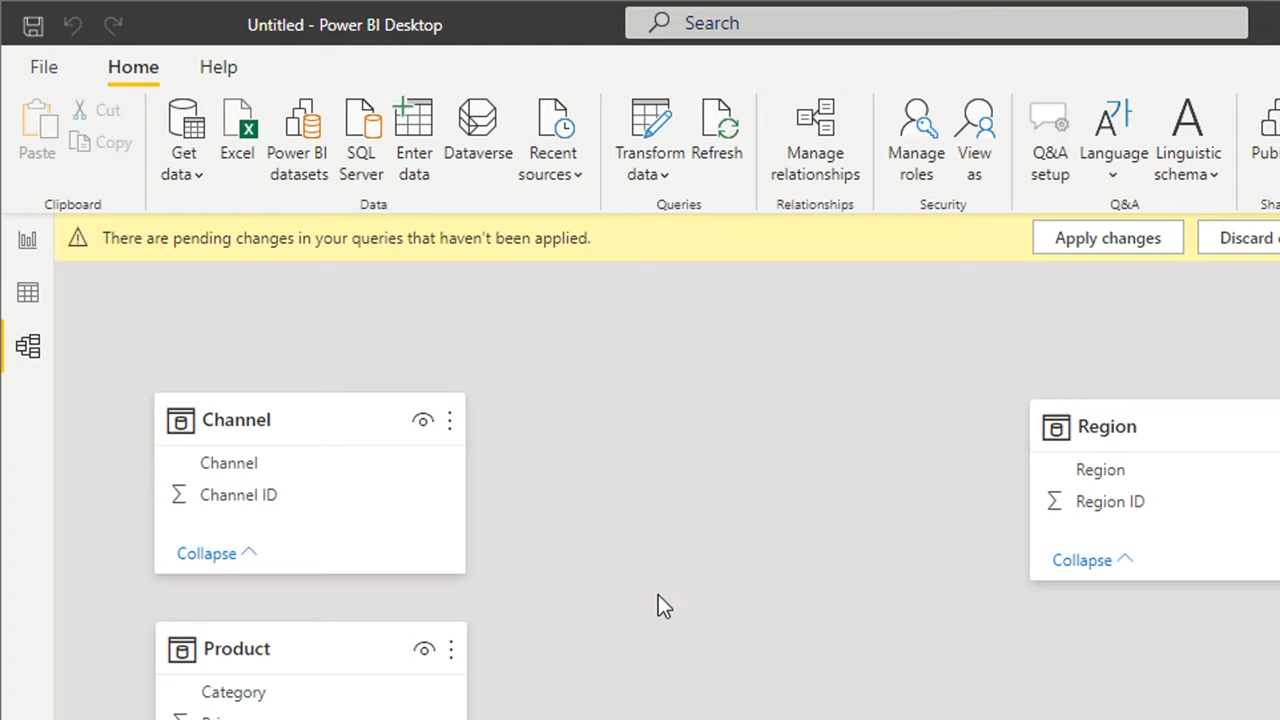 Untitled - Power BI Desktop
Search
File Home Help
Paste
Cut
Copy
Get data
Excel
Power BI datasets
SQL Server
Enter data
Dataverse
Recent sources
Transform data
Refresh
Manage relationships
Manage roles
View as
Q&A setup
Language
Linguistic schema
Clipboard
Data
Queries
Relationships
Security
Q&A
There are pending changes in your queries that haven't been applied.
Apply changes
Discard
Channel
Channel
Σ Channel ID
Collapse
Region
Region
Σ Region ID
Collapse
Product
Category